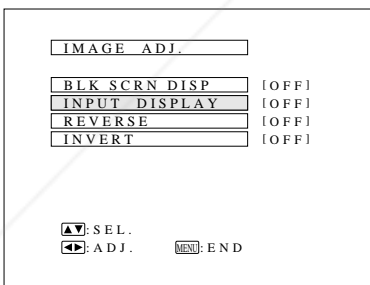 IMAGE ADJ.
BLK SCRN DISP [OFF]
INPUT DISPLAY [OFF]
REVERSE [OFF]
INVERT [OFF]
▲▼:SEL.
◀▶:ADJ. MENU:END